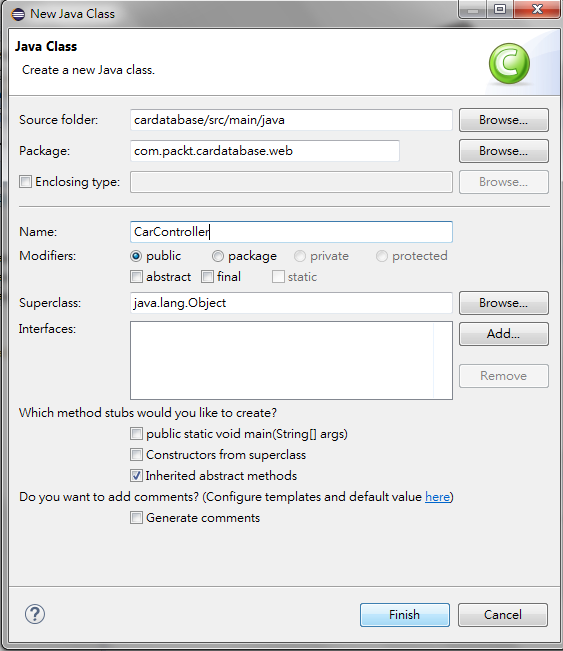 New Java Class
Java Class
Create a new Java class.
C
Source folder: cardatabase/src/main/java Browse...
Package: com.packt.cardatabase.web Browse...
Enclosing type: Browse...
Name: CarController
Modifiers: public package private protected
abstract final static
Superclass: java.lang.Object Browse...
Interfaces: Add...
Remove
Which method stubs would you like to create?
public static void main(String[] args)
Constructors from superclass
Inherited abstract methods
Do you want to add comments? (Configure templates and default value here)
Generate comments
? Finish Cancel